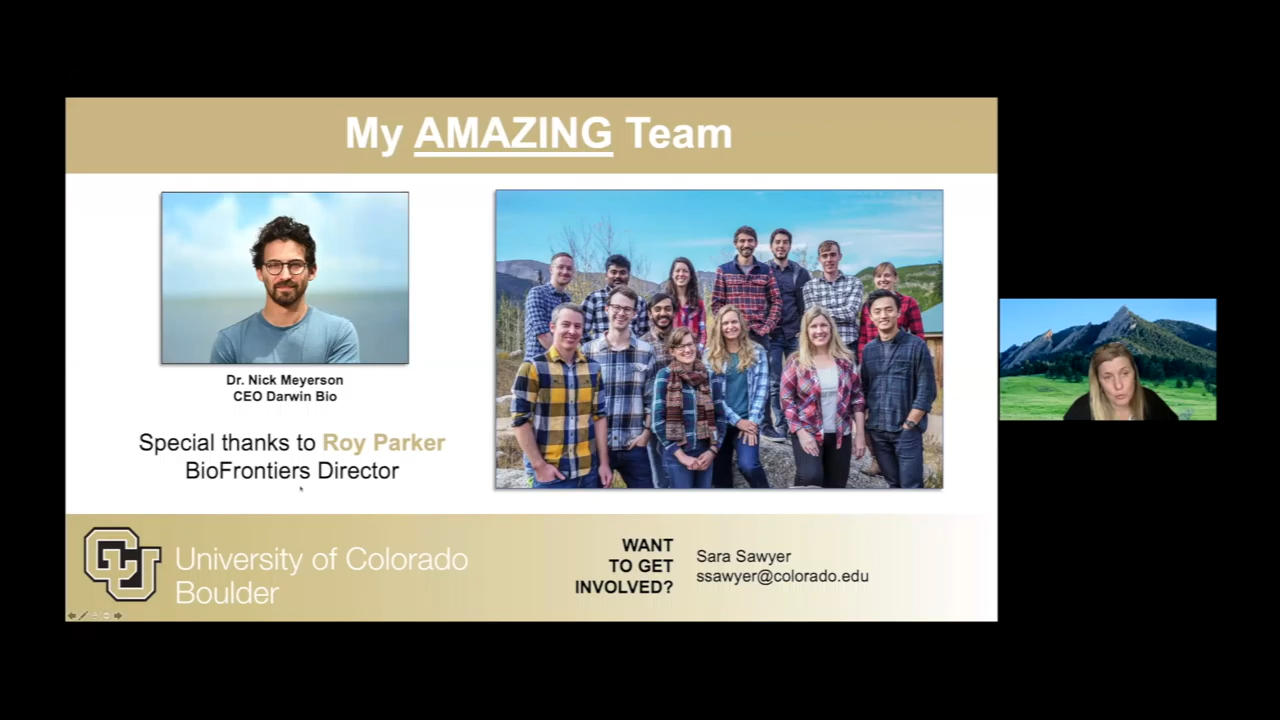 My AMAZING Team
Dr. Nick Meyerson
CEO Darwin Bio
Special thanks to Roy Parker
BioFrontiers Director
CU
University of Colorado
Boulder
WANT
TO GET
INVOLVED?
Sara Sawyer
ssawyer@colorado.edu